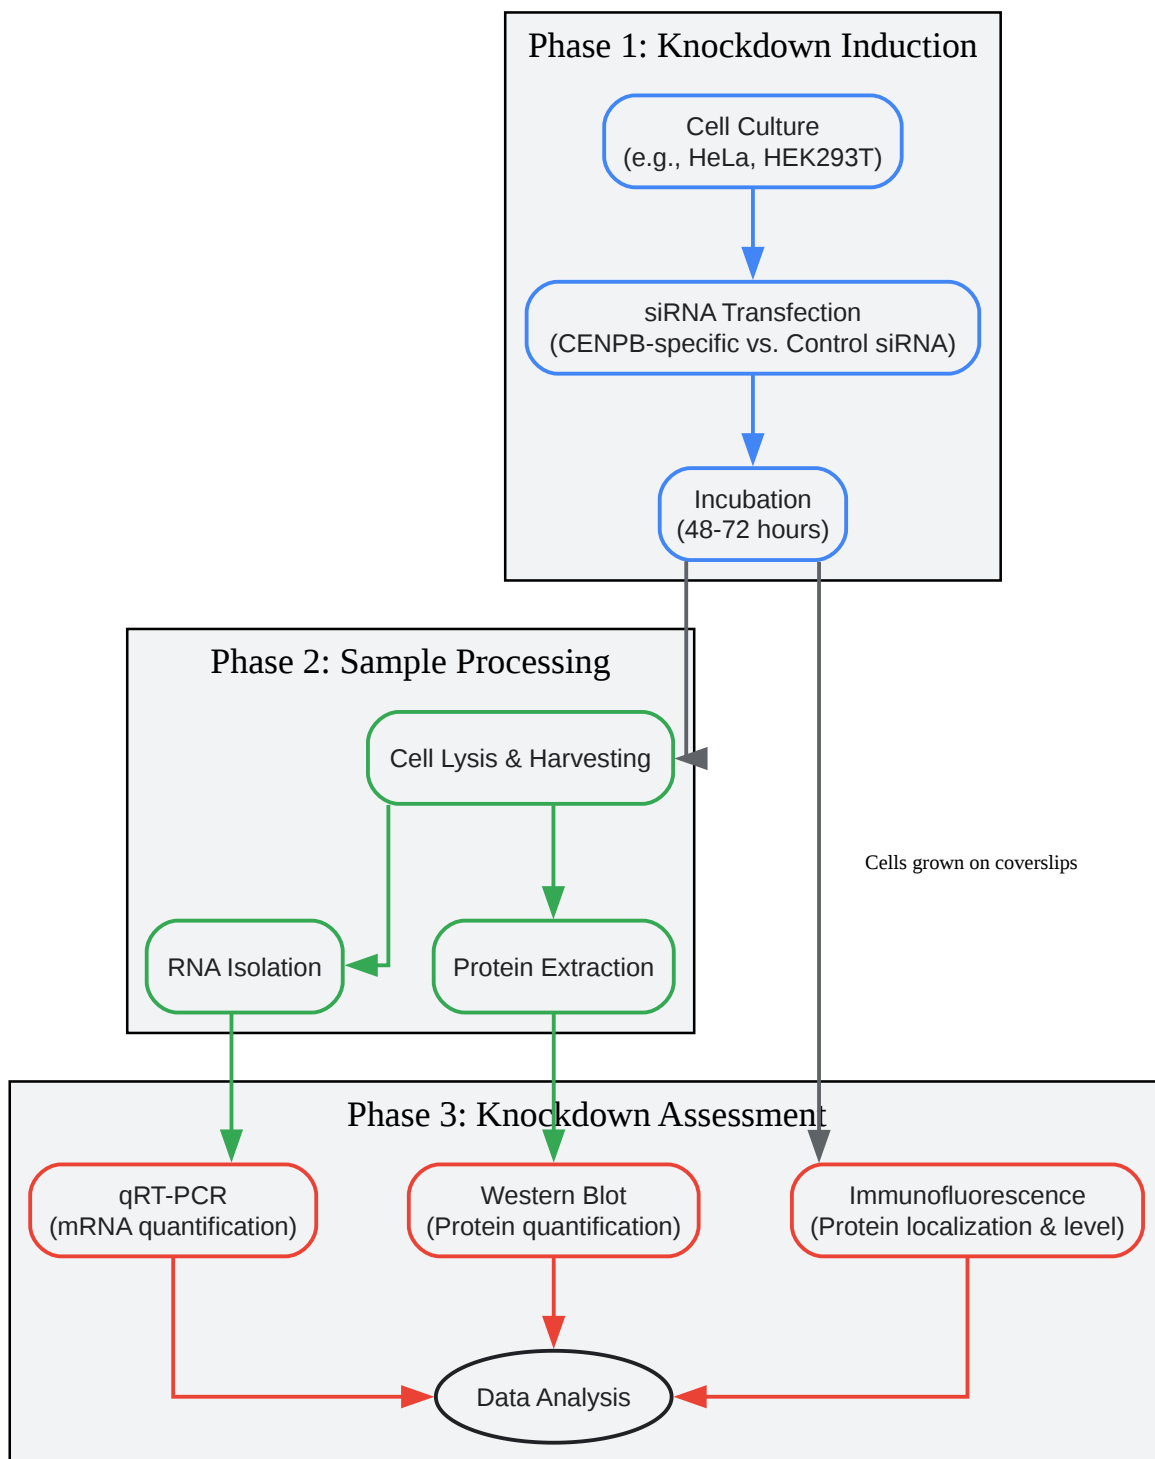 Phase 1: Knockdown Induction
Cell Culture
(e.g., HeLa, HEK293T)
siRNA Transfection
(CENPB-specific vs. Control siRNA)
Incubation
(48-72 hours)
Phase 2: Sample Processing
Cell Lysis & Harvesting
Cells grown on coverslips
RNA Isolation
Protein Extraction
Phase 3: Knockdown Assessment
qRT-PCR
(mRNA quantification)
Western Blot
(Protein quantification)
Immunofluorescence
(Protein localization & level)
Data Analysis